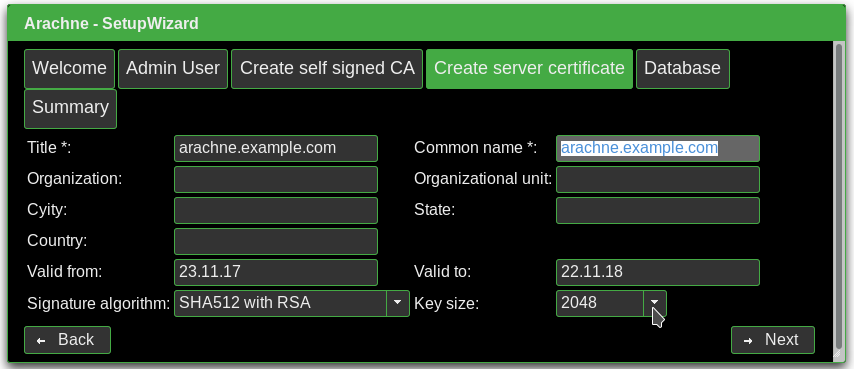 Arachne - SetupWizard
Welcome Admin User Create self signed CA Create server certificate Database
Summary
Title *: arachne.example.com Common name *: arachne.example.com
Organization: Organizational unit:
Cyity: State:
Country:
Valid from: 23.11.17 Valid to: 22.11.18
Signature algorithm: SHA512 with RSA Key size: 2048
← Back → Next